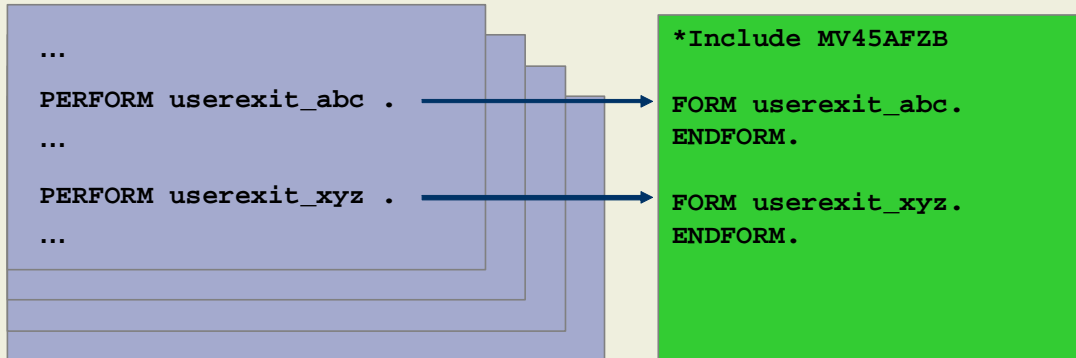 ...
PERFORM userexit_abc .
...
PERFORM userexit_xyz .
...
*Include MV45AFZB
FORM userexit_abc.
ENDFORM.
FORM userexit_xyz.
ENDFORM.